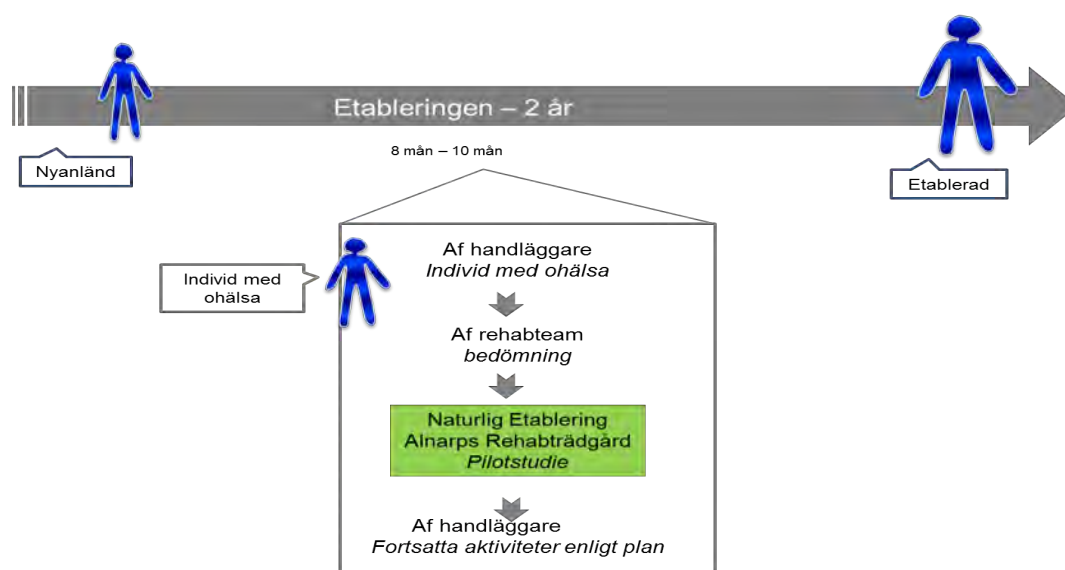 Etableringen – 2 år
8 mån – 10 mån
Nyanländ
Etablerad
Individ med
ohälsa
Af handläggare
Individ med ohälsa
Af rehabteam
bedömning
Naturlig Etablering
Alnarps Rehabträdgård
Pilotstudie
Af handläggare
Fortsatta aktiviteter enligt plan